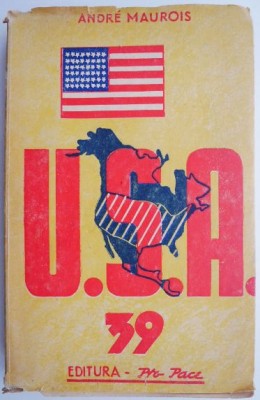 ANDRÉ MAUROIS
U.S.A.
39
EDITURA - Pro Pace